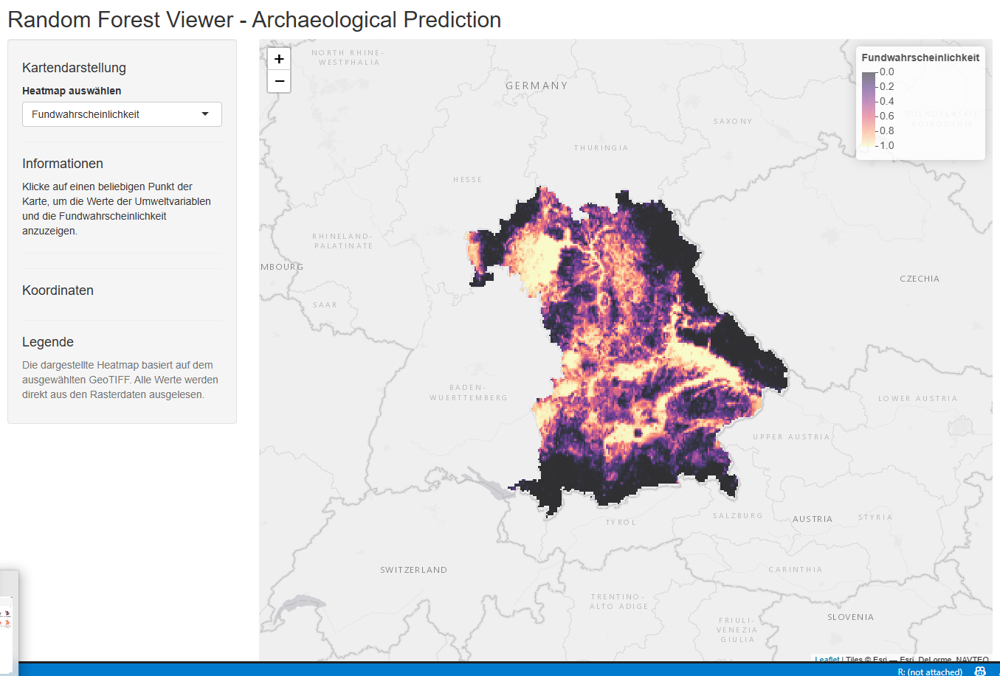 Random Forest Viewer - Archaeological Prediction
Kartendarstellung
Heatmap auswählen
Fundwahrscheinlichkeit
Informationen
Klicke auf einen beliebigen Punkt der
Karte, um die Werte der Umweltvariablen
und die Fundwahrscheinlichkeit
anzuzeigen.
Koordinaten
Legende
Die dargestellte Heatmap basiert auf dem
ausgewählten GeoTIFF. Alle Werte werden
direkt aus den Rasterdaten ausgelesen.
+
−
Fundwahrscheinlichkeit
0.0
0.2
0.4
0.6
0.8
1.0
NORTH RHINE-
WESTPHALIA
GERMANY
DOLNOSLASKIE
SAXONY
THURINGIA
HESSE
RHINELAND-
PALATINATE
MBOURG
CZECHIA
SAAR
BADEN-
WUERTTEMBERG
LOWER AUSTRIA
UPPER AUSTRIA
SALZBURG
AUSTRIA
STYRIA
TYROL
SWITZERLAND
CARINTHIA
TRENTINO-
ALTO ADIGE
SLOVENIA
FRIULI-
VENEZIA
GIULIA
Leaflet | Tiles © Esri — Esri, DeLorme, NAVTEQ
R: (not attached)